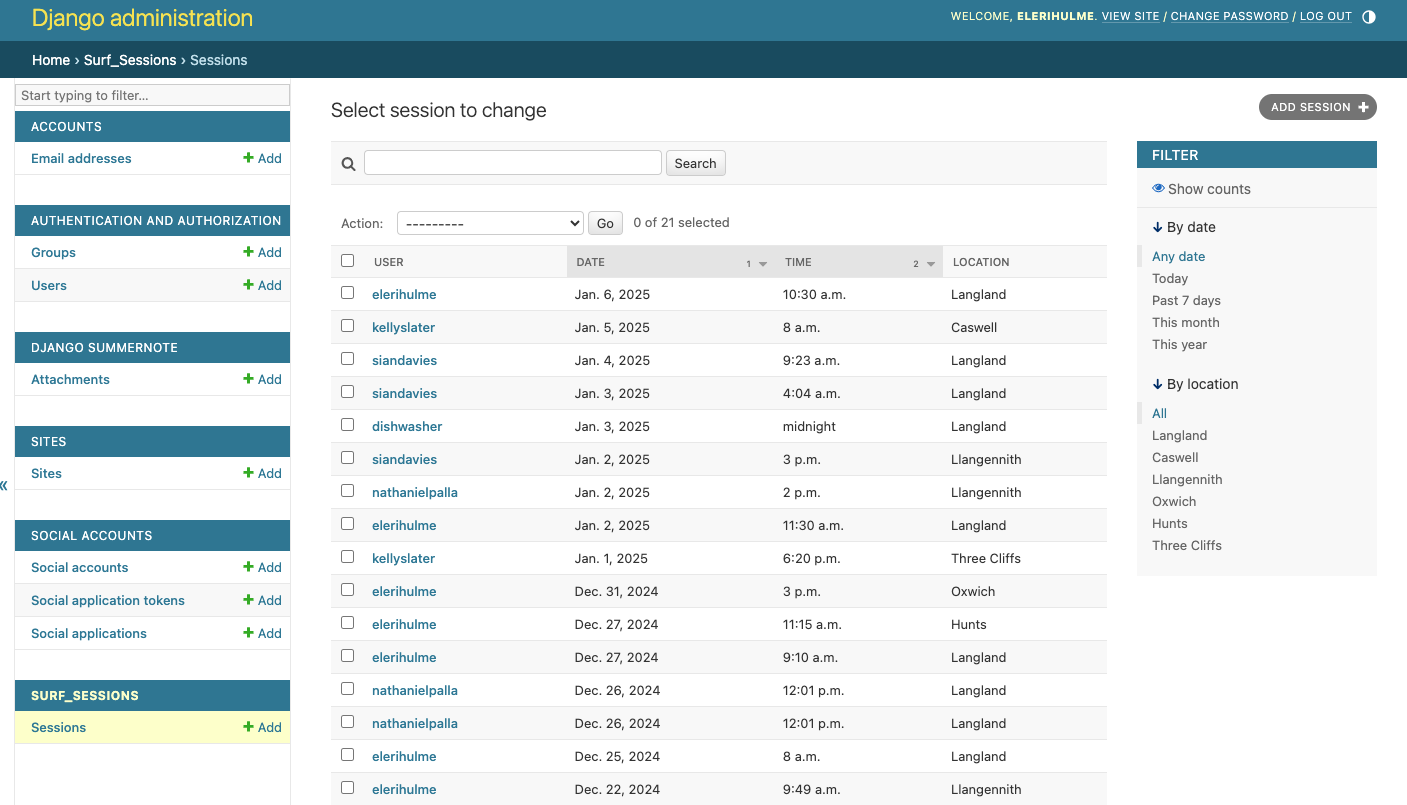 Django administration
WELCOME, ELERIHULME. VIEW SITE / CHANGE PASSWORD / LOG OUT
Home › Surf_Sessions › Sessions
Start typing to filter...
ACCOUNTS
Email addresses Add
AUTHENTICATION AND AUTHORIZATION
Groups Add
Users Add
DJANGO SUMMERNOTE
Attachments Add
SITES
Sites Add
SOCIAL ACCOUNTS
Social accounts Add
Social application tokens Add
Social applications Add
SURF_SESSIONS
Sessions Add
«
Select session to change
ADD SESSION
Search
Action: --------- Go 0 of 21 selected
USER DATE 1 TIME 2 LOCATION
elerihulme Jan. 6, 2025 10:30 a.m. Langland
kellyslater Jan. 5, 2025 8 a.m. Caswell
siandavies Jan. 4, 2025 9:23 a.m. Langland
siandavies Jan. 3, 2025 4:04 a.m. Langland
dishwasher Jan. 3, 2025 midnight Langland
siandavies Jan. 2, 2025 3 p.m. Llangennith
nathanielpalla Jan. 2, 2025 2 p.m. Llangennith
elerihulme Jan. 2, 2025 11:30 a.m. Langland
kellyslater Jan. 1, 2025 6:20 p.m. Three Cliffs
elerihulme Dec. 31, 2024 3 p.m. Oxwich
elerihulme Dec. 27, 2024 11:15 a.m. Hunts
elerihulme Dec. 27, 2024 9:10 a.m. Langland
nathanielpalla Dec. 26, 2024 12:01 p.m. Langland
nathanielpalla Dec. 26, 2024 12:01 p.m. Langland
elerihulme Dec. 25, 2024 8 a.m. Langland
elerihulme Dec. 22, 2024 9:49 a.m. Llangennith
FILTER
Show counts
By date
Any date
Today
Past 7 days
This month
This year
By location
All
Langland
Caswell
Llangennith
Oxwich
Hunts
Three Cliffs